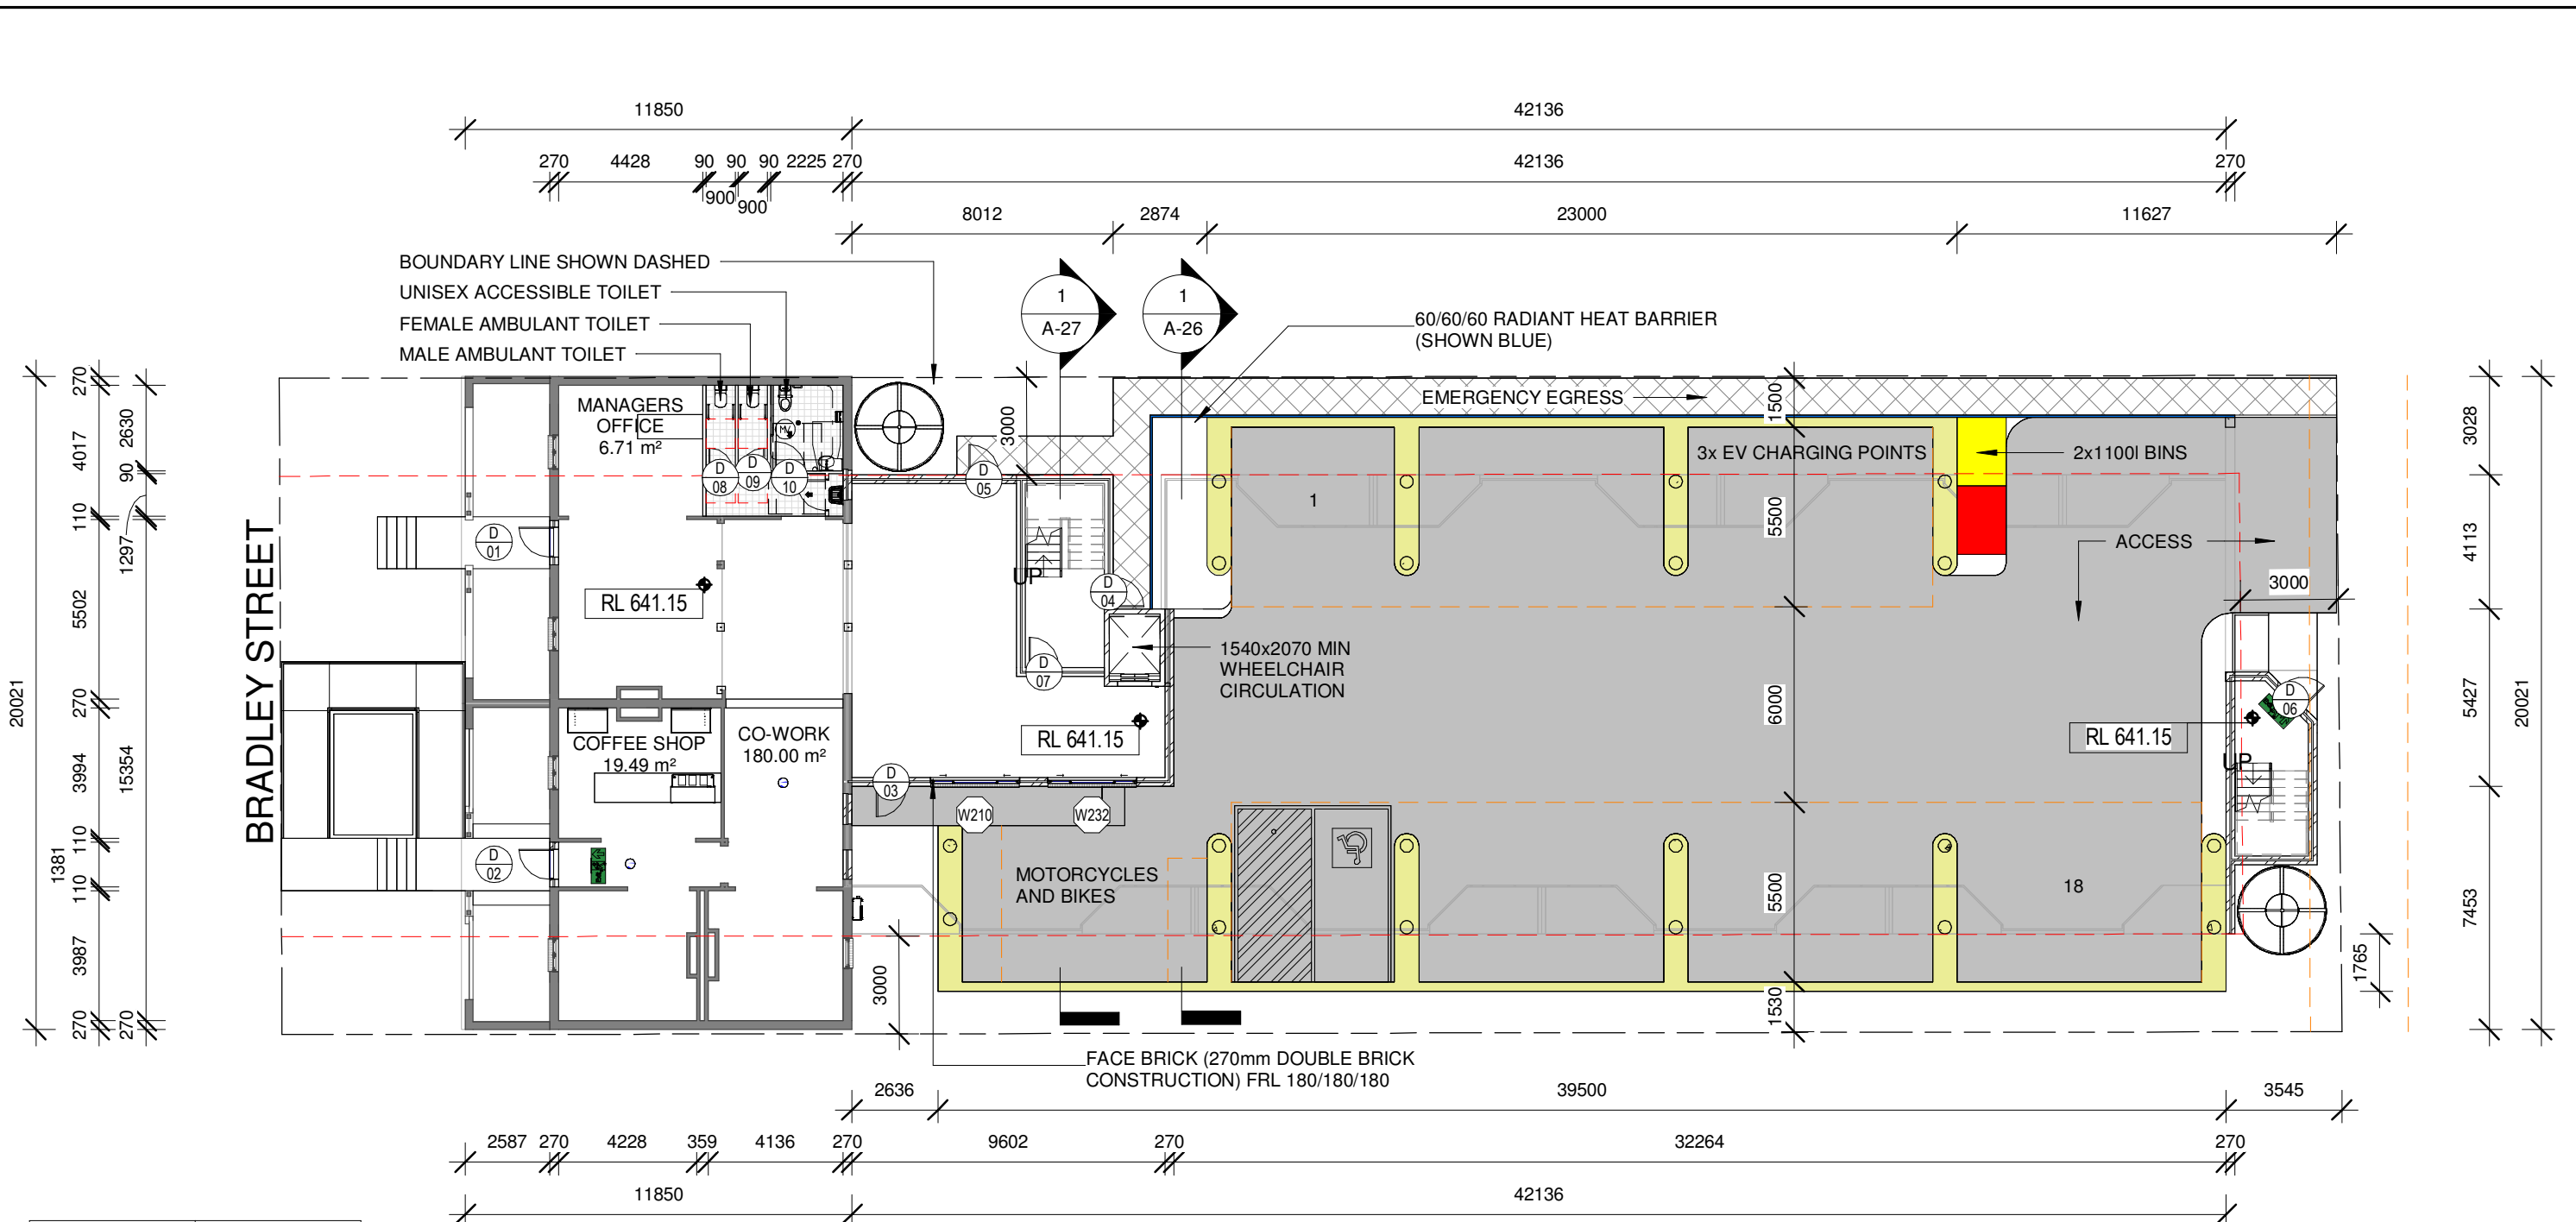 11850
42136
270
4428
90
90
90
2225
270
42136
270
900
900
8012
2874
23000
11627
BOUNDARY LINE SHOWN DASHED
UNISEX ACCESSIBLE TOILET
FEMALE AMBULANT TOILET
MALE AMBULANT TOILET
1
A-27
1
A-26
60/60/60 RADIANT HEAT BARRIER
(SHOWN BLUE)
20021
270
4017
110
5502
270
3994
110
1381
110
3987
270
2630
90
1297
15354
270
BRADLEY STREET
MANAGERS
OFFICE
6.71 m²
D
08
D
09
D
10
D
05
3000
EMERGENCY EGRESS
1500
3x EV CHARGING POINTS
2x1100l BINS
1
5500
ACCESS
3000
D
01
UP
D
04
RL 641.15
D
07
1540x2070 MIN
WHEELCHAIR
CIRCULATION
6000
D
06
RL 641.15
UP
COFFEE SHOP
19.49 m²
CO-WORK
180.00 m²
RL 641.15
D
03
W210
W232
D
02
MOTORCYCLES
AND BIKES
5500
18
3000
1530
1765
3028
4113
5427
7453
20021
FACE BRICK (270mm DOUBLE BRICK
CONSTRUCTION) FRL 180/180/180
2636
39500
3545
2587
270
4228
359
4136
270
9602
270
32264
270
11850
42136